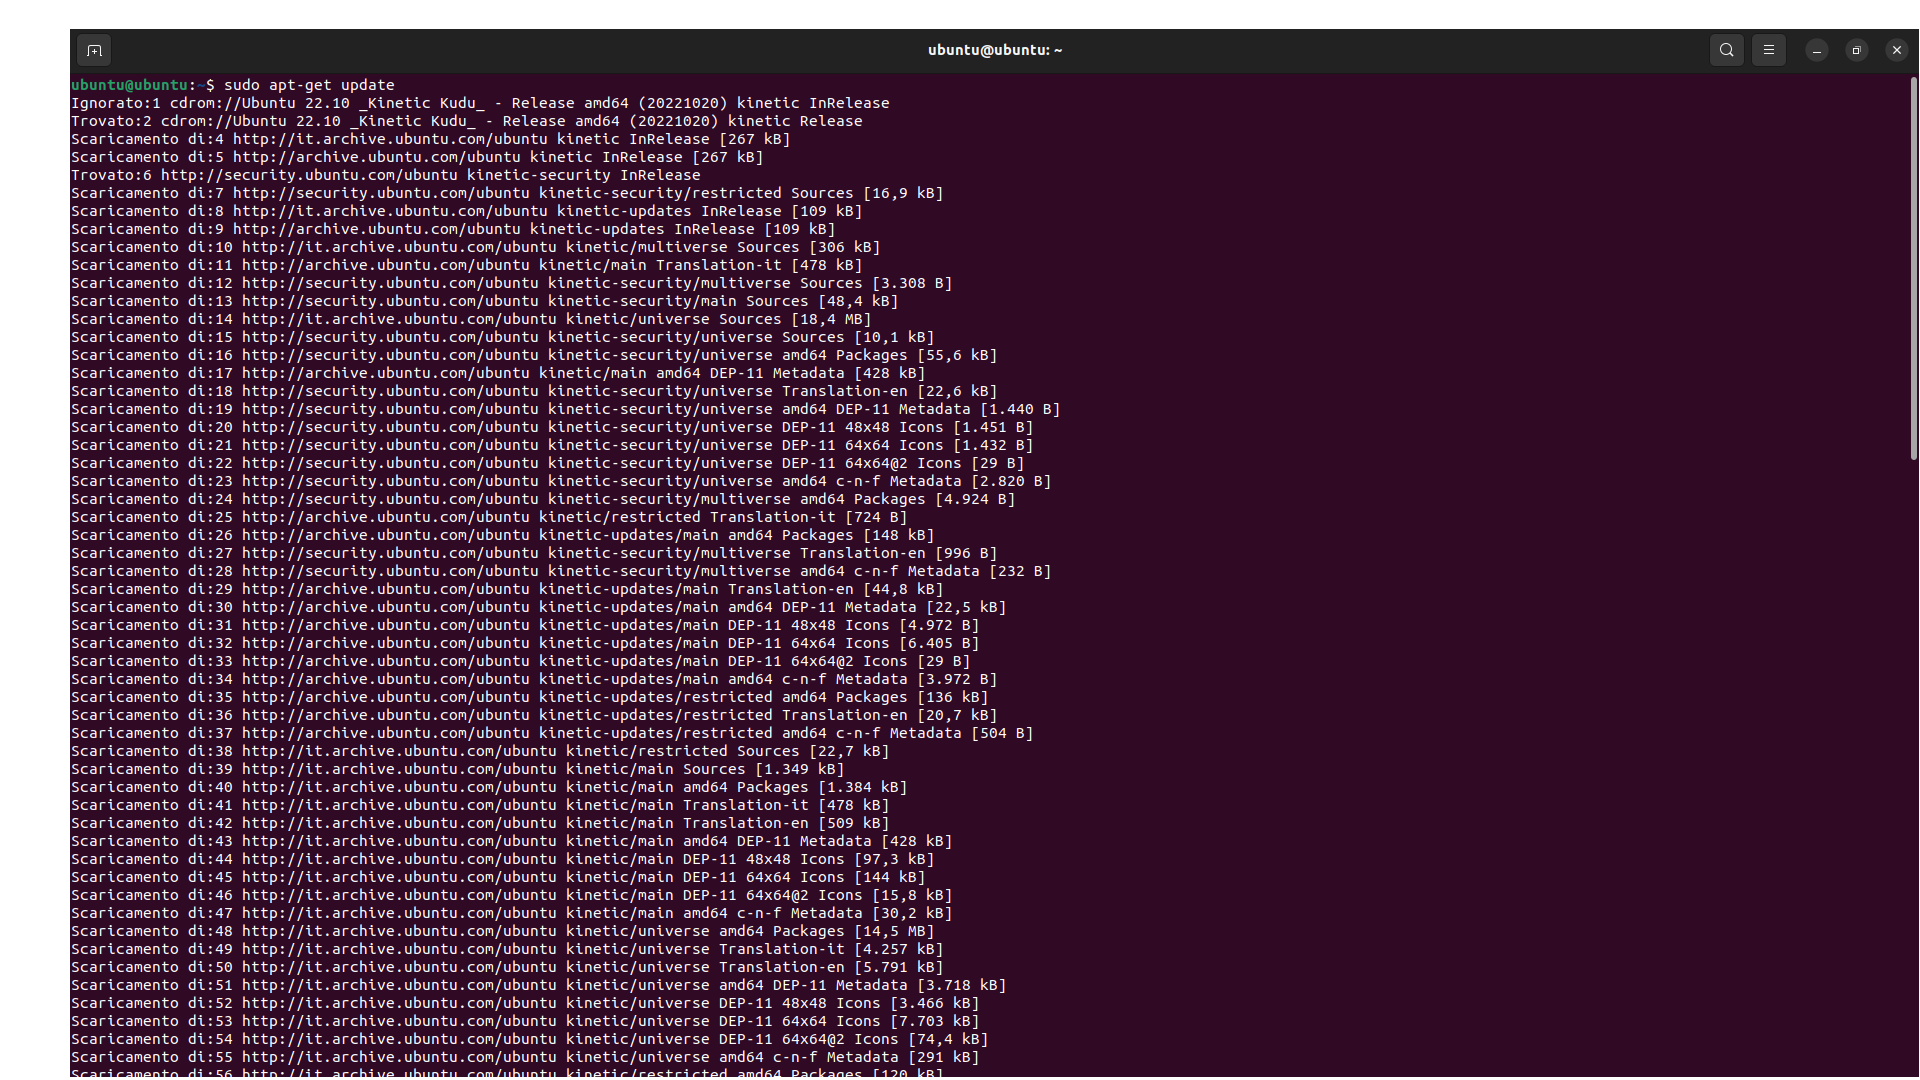 ubuntu@ubuntu: ~
ubuntu@ubuntu:~$ sudo apt-get update
Ignorato:1 cdrom://Ubuntu 22.10 _Kinetic Kudu_ - Release amd64 (20221020) kinetic InRelease
Trovato:2 cdrom://Ubuntu 22.10 _Kinetic Kudu_ - Release amd64 (20221020) kinetic Release
Scaricamento di:4 http://it.archive.ubuntu.com/ubuntu kinetic InRelease [267 kB]
Scaricamento di:5 http://archive.ubuntu.com/ubuntu kinetic InRelease [267 kB]
Trovato:6 http://security.ubuntu.com/ubuntu kinetic-security InRelease
Scaricamento di:7 http://security.ubuntu.com/ubuntu kinetic-security/restricted Sources [16,9 kB]
Scaricamento di:8 http://it.archive.ubuntu.com/ubuntu kinetic-updates InRelease [109 kB]
Scaricamento di:9 http://archive.ubuntu.com/ubuntu kinetic-updates InRelease [109 kB]
Scaricamento di:10 http://it.archive.ubuntu.com/ubuntu kinetic/multiverse Sources [306 kB]
Scaricamento di:11 http://archive.ubuntu.com/ubuntu kinetic/main Translation-it [478 kB]
Scaricamento di:12 http://security.ubuntu.com/ubuntu kinetic-security/multiverse Sources [3.308 B]
Scaricamento di:13 http://security.ubuntu.com/ubuntu kinetic-security/main Sources [48,4 kB]
Scaricamento di:14 http://it.archive.ubuntu.com/ubuntu kinetic/universe Sources [18,4 MB]
Scaricamento di:15 http://security.ubuntu.com/ubuntu kinetic-security/universe Sources [10,1 kB]
Scaricamento di:16 http://security.ubuntu.com/ubuntu kinetic-security/universe amd64 Packages [55,6 kB]
Scaricamento di:17 http://archive.ubuntu.com/ubuntu kinetic/main amd64 DEP-11 Metadata [428 kB]
Scaricamento di:18 http://security.ubuntu.com/ubuntu kinetic-security/universe Translation-en [22,6 kB]
Scaricamento di:19 http://security.ubuntu.com/ubuntu kinetic-security/universe amd64 DEP-11 Metadata [1.440 B]
Scaricamento di:20 http://security.ubuntu.com/ubuntu kinetic-security/universe DEP-11 48x48 Icons [1.451 B]
Scaricamento di:21 http://security.ubuntu.com/ubuntu kinetic-security/universe DEP-11 64x64 Icons [1.432 B]
Scaricamento di:22 http://security.ubuntu.com/ubuntu kinetic-security/universe DEP-11 64x64@2 Icons [29 B]
Scaricamento di:23 http://security.ubuntu.com/ubuntu kinetic-security/universe amd64 c-n-f Metadata [2.820 B]
Scaricamento di:24 http://security.ubuntu.com/ubuntu kinetic-security/multiverse amd64 Packages [4.924 B]
Scaricamento di:25 http://archive.ubuntu.com/ubuntu kinetic/restricted Translation-it [724 B]
Scaricamento di:26 http://archive.ubuntu.com/ubuntu kinetic-updates/main amd64 Packages [148 kB]
Scaricamento di:27 http://security.ubuntu.com/ubuntu kinetic-security/multiverse Translation-en [996 B]
Scaricamento di:28 http://security.ubuntu.com/ubuntu kinetic-security/multiverse amd64 c-n-f Metadata [232 B]
Scaricamento di:29 http://archive.ubuntu.com/ubuntu kinetic-updates/main Translation-en [44,8 kB]
Scaricamento di:30 http://archive.ubuntu.com/ubuntu kinetic-updates/main amd64 DEP-11 Metadata [22,5 kB]
Scaricamento di:31 http://archive.ubuntu.com/ubuntu kinetic-updates/main DEP-11 48x48 Icons [4.972 B]
Scaricamento di:32 http://archive.ubuntu.com/ubuntu kinetic-updates/main DEP-11 64x64 Icons [6.405 B]
Scaricamento di:33 http://archive.ubuntu.com/ubuntu kinetic-updates/main DEP-11 64x64@2 Icons [29 B]
Scaricamento di:34 http://archive.ubuntu.com/ubuntu kinetic-updates/main amd64 c-n-f Metadata [3.972 B]
Scaricamento di:35 http://archive.ubuntu.com/ubuntu kinetic-updates/restricted amd64 Packages [136 kB]
Scaricamento di:36 http://archive.ubuntu.com/ubuntu kinetic-updates/restricted Translation-en [20,7 kB]
Scaricamento di:37 http://archive.ubuntu.com/ubuntu kinetic-updates/restricted amd64 c-n-f Metadata [504 B]
Scaricamento di:38 http://it.archive.ubuntu.com/ubuntu kinetic/restricted Sources [22,7 kB]
Scaricamento di:39 http://it.archive.ubuntu.com/ubuntu kinetic/main Sources [1.349 kB]
Scaricamento di:40 http://it.archive.ubuntu.com/ubuntu kinetic/main amd64 Packages [1.384 kB]
Scaricamento di:41 http://it.archive.ubuntu.com/ubuntu kinetic/main Translation-it [478 kB]
Scaricamento di:42 http://it.archive.ubuntu.com/ubuntu kinetic/main Translation-en [509 kB]
Scaricamento di:43 http://it.archive.ubuntu.com/ubuntu kinetic/main amd64 DEP-11 Metadata [428 kB]
Scaricamento di:44 http://it.archive.ubuntu.com/ubuntu kinetic/main DEP-11 48x48 Icons [97,3 kB]
Scaricamento di:45 http://it.archive.ubuntu.com/ubuntu kinetic/main DEP-11 64x64 Icons [144 kB]
Scaricamento di:46 http://it.archive.ubuntu.com/ubuntu kinetic/main DEP-11 64x64@2 Icons [15,8 kB]
Scaricamento di:47 http://it.archive.ubuntu.com/ubuntu kinetic/main amd64 c-n-f Metadata [30,2 kB]
Scaricamento di:48 http://it.archive.ubuntu.com/ubuntu kinetic/universe amd64 Packages [14,5 MB]
Scaricamento di:49 http://it.archive.ubuntu.com/ubuntu kinetic/universe Translation-it [4.257 kB]
Scaricamento di:50 http://it.archive.ubuntu.com/ubuntu kinetic/universe Translation-en [5.791 kB]
Scaricamento di:51 http://it.archive.ubuntu.com/ubuntu kinetic/universe amd64 DEP-11 Metadata [3.718 kB]
Scaricamento di:52 http://it.archive.ubuntu.com/ubuntu kinetic/universe DEP-11 48x48 Icons [3.466 kB]
Scaricamento di:53 http://it.archive.ubuntu.com/ubuntu kinetic/universe DEP-11 64x64 Icons [7.703 kB]
Scaricamento di:54 http://it.archive.ubuntu.com/ubuntu kinetic/universe DEP-11 64x64@2 Icons [74,4 kB]
Scaricamento di:55 http://it.archive.ubuntu.com/ubuntu kinetic/universe amd64 c-n-f Metadata [291 kB]
Scaricamento di:56 http://it.archive.ubuntu.com/ubuntu kinetic/restricted amd64 Packages [120 kB]